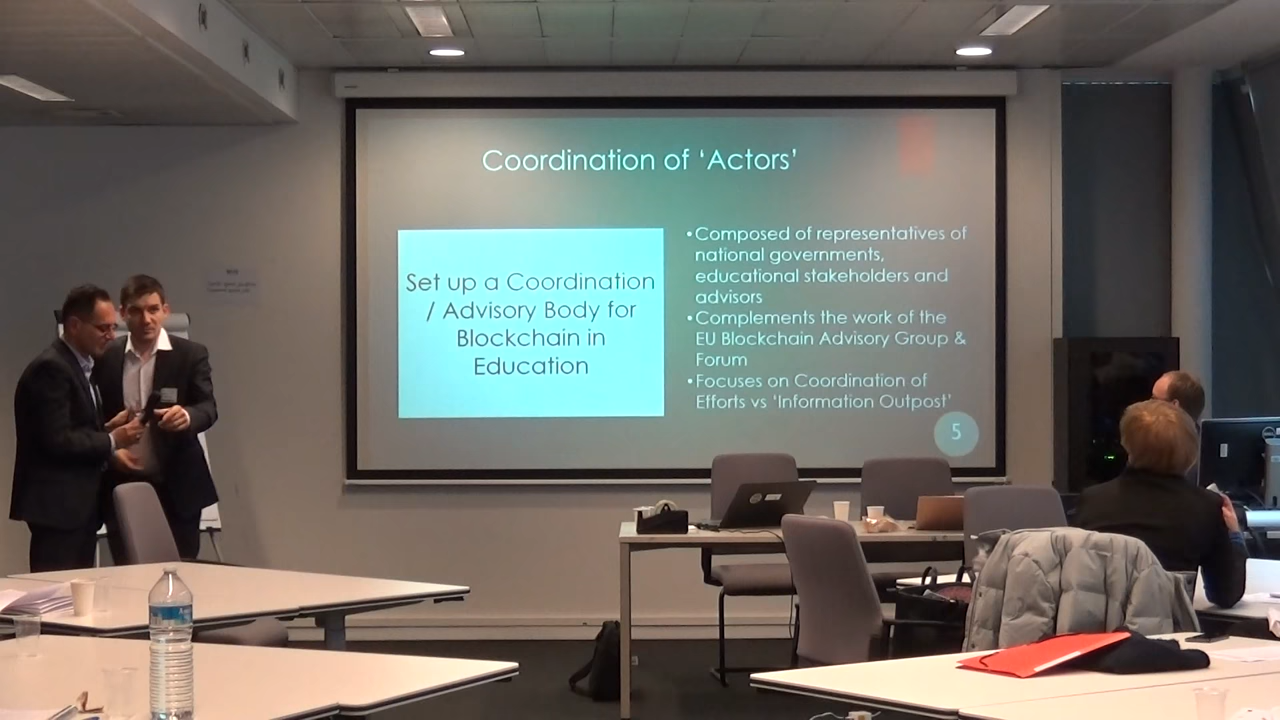 Coordination of ‘Actors’
Set up a Coordination
/ Advisory Body for
Blockchain in
Education
•Composed of representatives of
national governments,
educational stakeholders and
advisors
•Complements the work of the
EU Blockchain Advisory Group &
Forum
•Focuses on Coordination of
Efforts vs ‘Information Outpost’
5